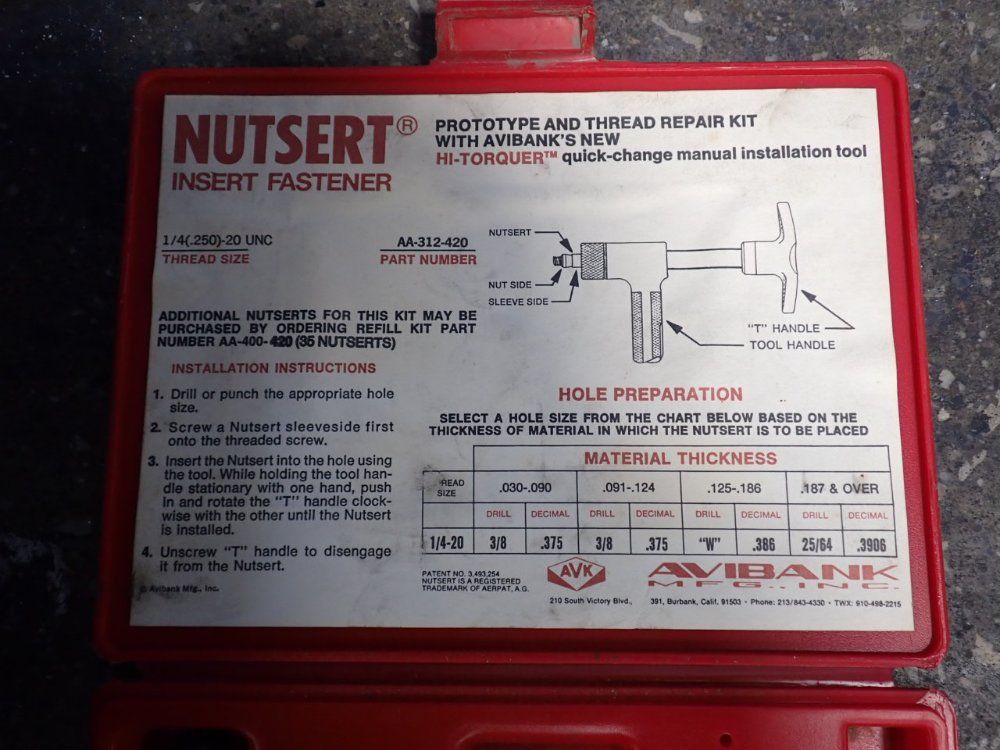 NUTSERT®
INSERT FASTENER
PROTOTYPE AND THREAD REPAIR KIT
WITH AVIBANK'S NEW
HI-TORQUER™ quick-change manual installation tool
1/4(.250)-20 UNC
THREAD SIZE
AA-312-420
PART NUMBER
ADDITIONAL NUTSERTS FOR THIS KIT MAY BE
PURCHASED BY ORDERING REFILL KIT PART
NUMBER AA-400-420 (35 NUTSERTS)
INSTALLATION INSTRUCTIONS
1. Drill or punch the appropriate hole
size.
2. Screw a Nutsert sleeveside first
onto the threaded screw.
3. Insert the Nutsert into the hole using
the tool. While holding the tool han-
dle stationary with one hand, push
in and rotate the "T" handle clock-
wise with the other until the Nutsert
is installed.
4. Unscrew "T" handle to disengage
it from the Nutsert.
© Avibank Mfg., Inc.
NUTSERT
NUT SIDE
SLEEVE SIDE
"T" HANDLE
TOOL HANDLE
HOLE PREPARATION
SELECT A HOLE SIZE FROM THE CHART BELOW BASED ON THE
THICKNESS OF MATERIAL IN WHICH THE NUTSERT IS TO BE PLACED
MATERIAL THICKNESS
READ SIZE .030-.090 .091-.124 .125-.186 .187 & OVER
DRILL DECIMAL DRILL DECIMAL DRILL DECIMAL DRILL DECIMAL
1/4-20 3/8 .375 3/8 .375 "W" .386 25/64 .3906
PATENT NO. 3,493,254
NUTSERT IS A REGISTERED
TRADEMARK OF AERPAT, A.G.
AVK
AVIBANK
MFG., INC.
210 South Victory Blvd., 391, Burbank, Calif. 91503 • Phone: 213/843-4330 • TWX: 910-498-2215